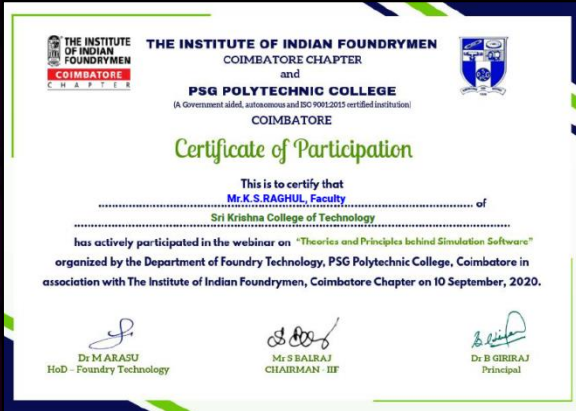 THE INSTITUTE
OF INDIAN
FOUNDRYMEN
COIMBATORE
CHAPTER
THE INSTITUTE OF INDIAN FOUNDRYMEN
COIMBATORE CHAPTER
and
PSG POLYTECHNIC COLLEGE
(A Government aided, autonomous and ISO 9001:2015 certified institution)
COIMBATORE
Certificate of Participation
This is to certify that
Mr.K.S.RAGHUL, Faculty of
Sri Krishna College of Technology
has actively participated in the webinar on "Theories and Principles behind Simulation Software"
organized by the Department of Foundry Technology, PSG Polytechnic College, Coimbatore in
association with The Institute of Indian Foundrymen, Coimbatore Chapter on 10 September, 2020.
Dr M ARASU
HoD - Foundry Technology
Mr S BALRAJ
CHAIRMAN - IIF
Dr B GIRIRAJ
Principal